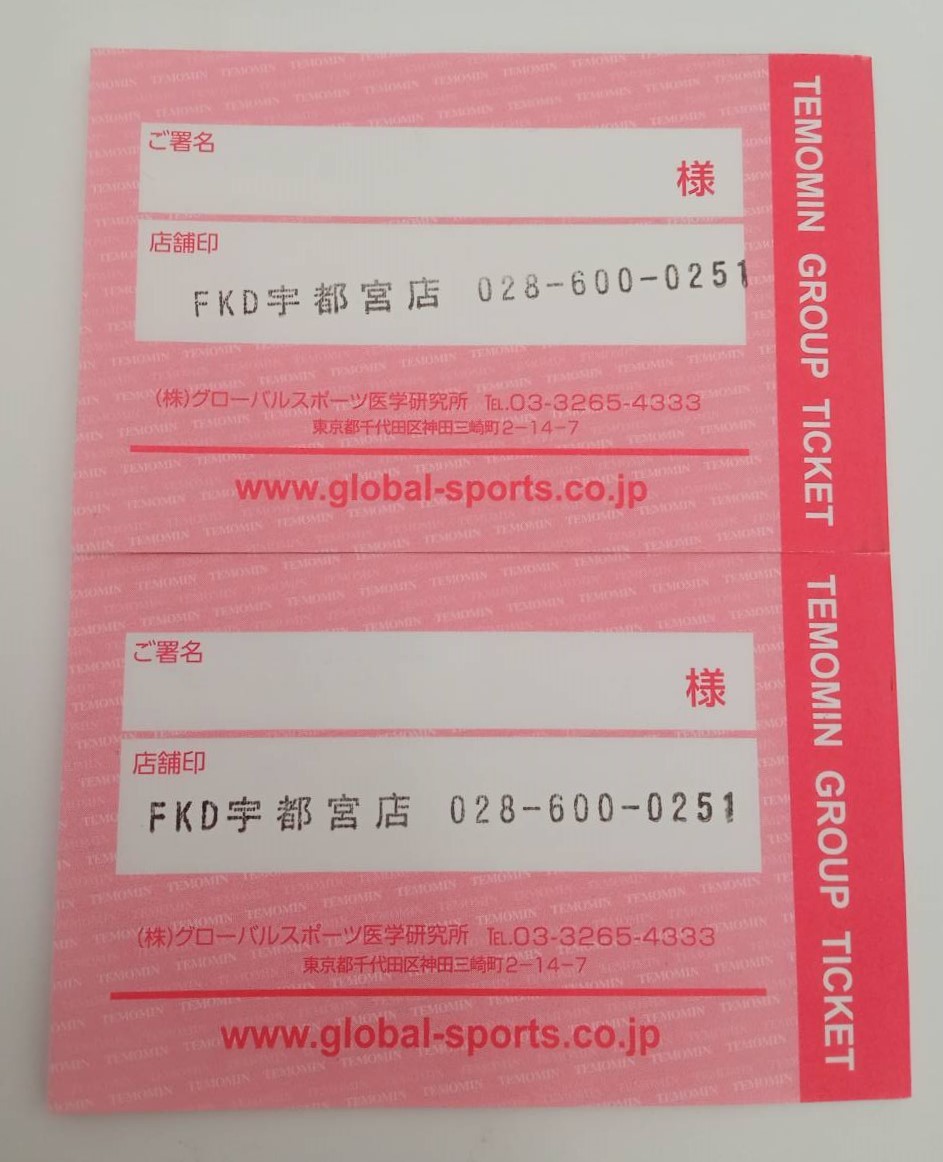 ご署名
様
店舗印
FKD宇都宮店 028-600-0251
(株)グローバルスポーツ医学研究所 TEL.03-3265-4333
東京都千代田区神田三崎町2-14-7
www.global-sports.co.jp
TEMOMIN GROUP TICKET
ご署名
様
店舗印
FKD宇都宮店 028-600-0251
(株)グローバルスポーツ医学研究所 TEL.03-3265-4333
東京都千代田区神田三崎町2-14-7
www.global-sports.co.jp
TEMOMIN GROUP TICKET